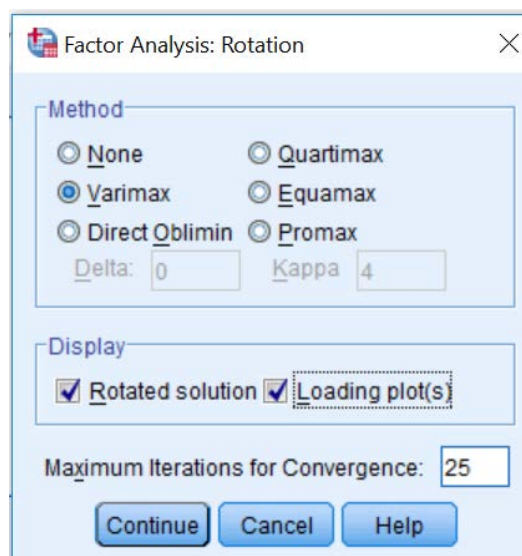 Factor Analysis: Rotation
Method
None Quartimax
Varimax Equamax
Direct Oblimin Promax
Delta: 0 Kappa 4
Display
Rotated solution Loading plot(s)
Maximum Iterations for Convergence: 25
Continue Cancel Help